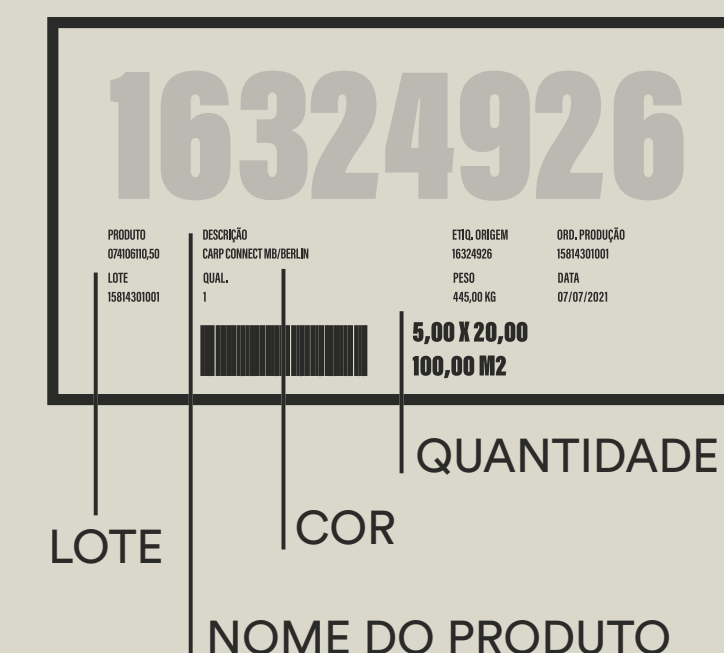 16324926
PRODUTO DESCRIÇÃO ETIQ. ORIGEM ORD. PRODUÇÃO
074106110,50 CARP CONNECT MB/BERLIN 16324926 15814301001
LOTE QUAL. PESO DATA
15814301001 1 445,00 KG 07/07/2021
5,00 X 20,00
100,00 M2
QUANTIDADE
COR
LOTE
NOME DO PRODUTO